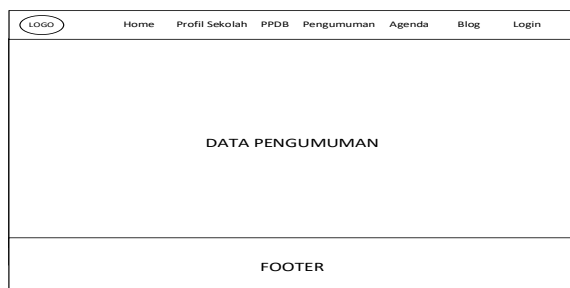 LOGO Home Profil Sekolah PPDB Pengumuman Agenda Blog Login
DATA PENGUMUMAN
FOOTER